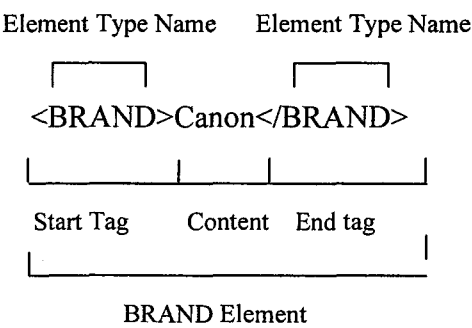 Element Type Name Element Type Name
<BRAND>Canon</BRAND>
Start Tag Content End tag
BRAND Element